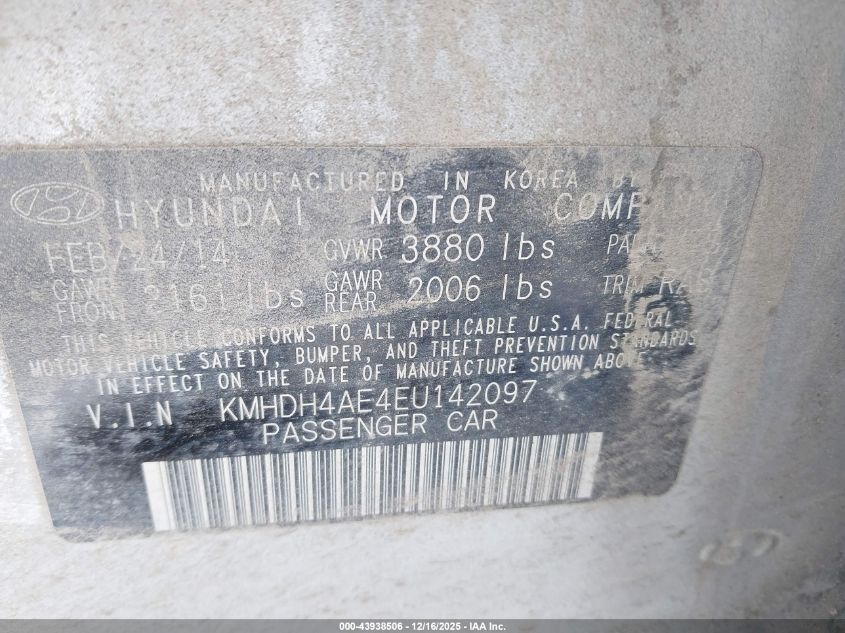 MANUFACTURED IN KOREA BY
HYUNDAI MOTOR COMPANY
FEB/24/14 GVWR 3880 lbs
GAWR FRONT 2161 lbs GAWR REAR 2006 lbs TRIM
THIS VEHICLE CONFORMS TO ALL APPLICABLE U.S.A. FEDERAL
MOTOR VEHICLE SAFETY, BUMPER, AND THEFT PREVENTION STANDARDS
IN EFFECT ON THE DATE OF MANUFACTURE SHOWN ABOVE.
V.I.N KMHDH4AE4EU142097
PASSENGER CAR
000-43938506 - 12/16/2025 - IAA Inc.